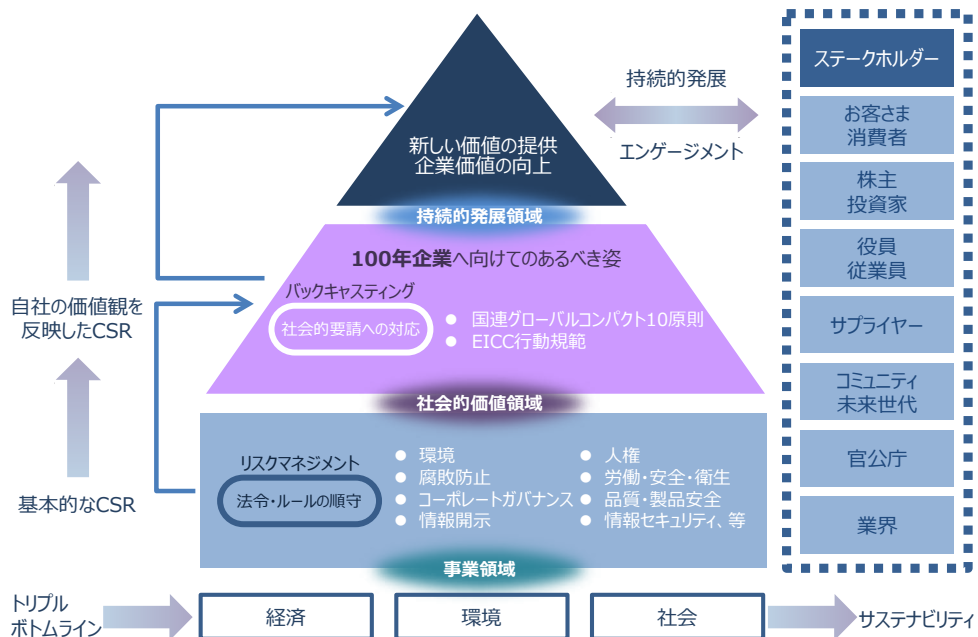 新しい価値の提供
企業価値の向上
持続的発展領域
持続的発展
エンゲージメント
自社の価値観を
反映したCSR
基本的なCSR
100年企業へ向けてのあるべき姿
バックキャスティング
社会的要請への対応
● 国連グローバルコンパクト10原則
● EICC行動規範
社会的価値領域
リスクマネジメント
法令・ルールの順守
● 環境
● 腐敗防止
● コーポレートガバナンス
● 情報開示
● 人権
● 労働・安全・衛生
● 品質・製品安全
● 情報セキュリティ、等
事業領域
ステークホルダー
お客さま
消費者
株主
投資家
役員
従業員
サプライヤー
コミュニティ
未来世代
官公庁
業界
トリプル
ボトムライン
経済
環境
社会
サステナビリティ